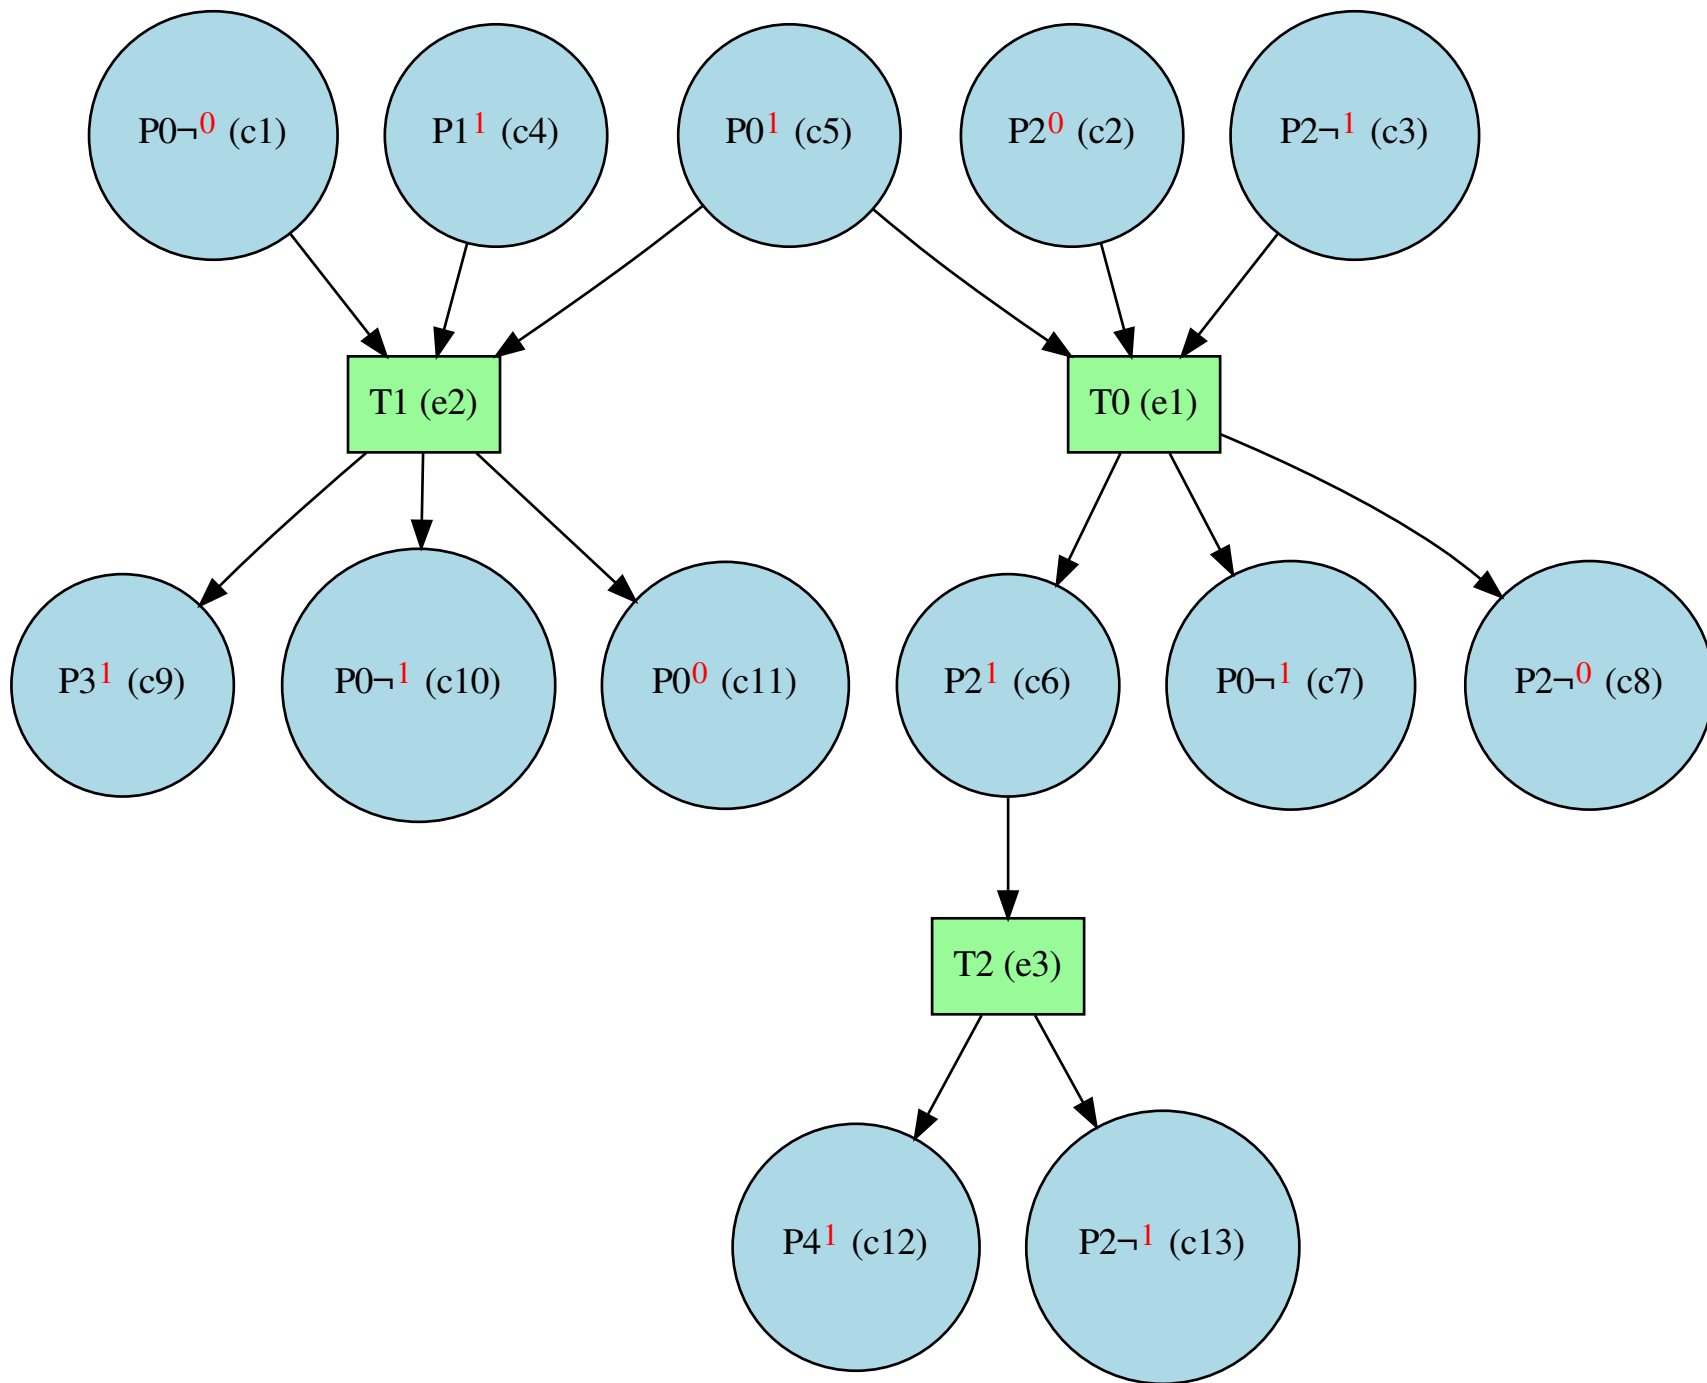 P0¬⁰ (c1)
P1¹ (c4)
P0¹ (c5)
P2⁰ (c2)
P2¬¹ (c3)
T1 (e2)
T0 (e1)
P3¹ (c9)
P0¬¹ (c10)
P0⁰ (c11)
P2¹ (c6)
P0¬¹ (c7)
P2¬⁰ (c8)
T2 (e3)
P4¹ (c12)
P2¬¹ (c13)